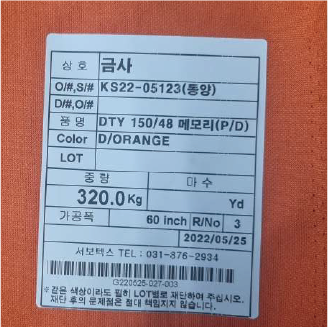 상 호 금사
O/#,S/# KS22-05123(동양)
D/#,O/#
품 명 DTY 150/48 메모리(P/D)
Color D/ORANGE
LOT
중 량 마 수
320.0Kg Yd
가공폭 60 inch R/No 3
2022/05/25
서보텍스 TEL : 031-876-2934
G220525-027-003
※같은 색상이라도 필히 LOT별로 재단하여 주십시오.
재단 후의 문제점은 절대 책임지지 않습니다.